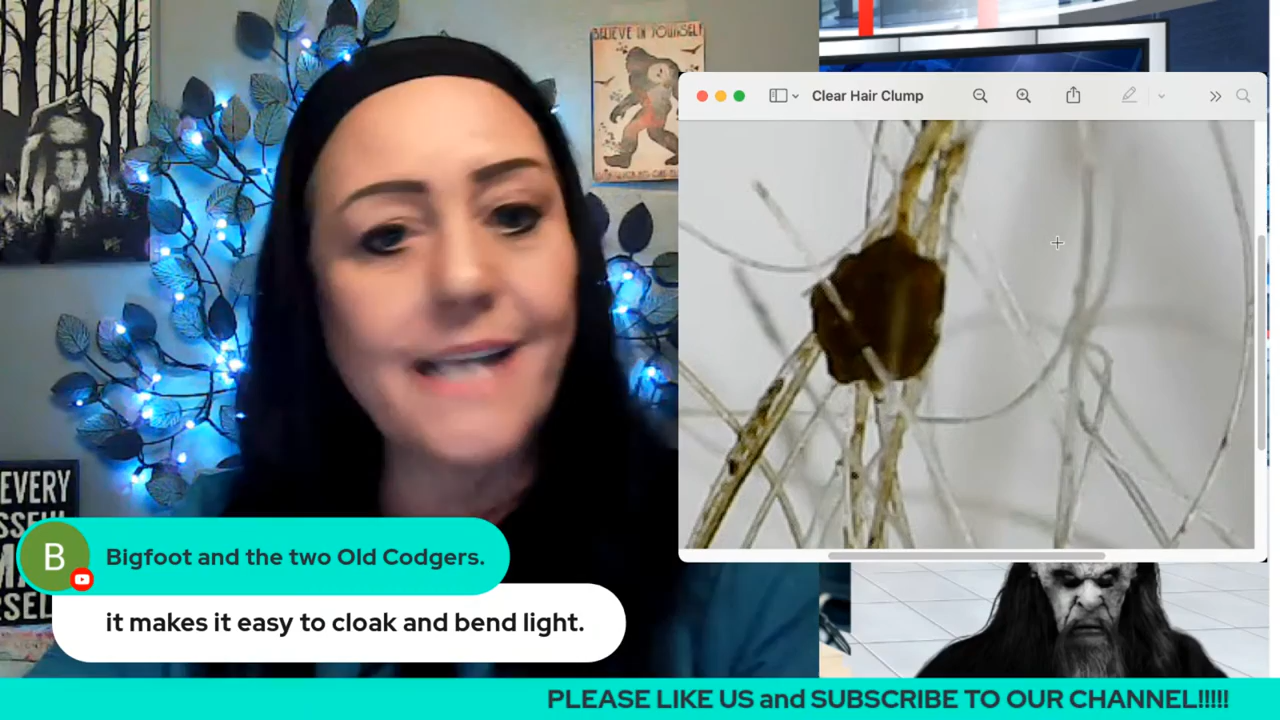 BELIEVE IN YOURSELF
Clear Hair Clump
EVERY
B
Bigfoot and the two Old Codgers.
it makes it easy to cloak and bend light.
PLEASE LIKE US and SUBSCRIBE TO OUR CHANNEL!!!!!